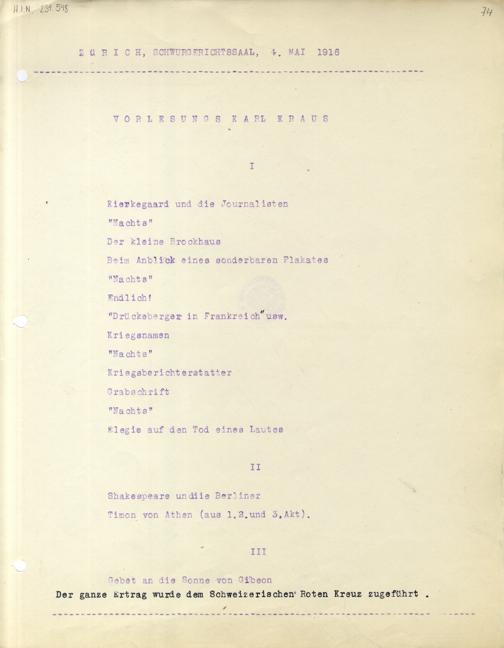 H.I.N. 231.598
74
Z Ü R I C H, SCHWURGERICHTSSAAL, 4. MAI 1916
V O R L E S U N G S K A R L K R A U S
I
Kierkegaard und die Journalisten
"Nachts"
Der kleine Brockhaus
Beim Anblick eines sonderbaren Plakates
"Nachts"
Endlich!
"Drückeberger in Frankreich" usw.
Kriegsnamen
"Nachts"
Kriegsberichterstatter
Grabschrift
"Nachts"
Elegie auf den Tod eines Lautes
II
Shakespeare undiie Berliner
Timon von Athen (aus 1.2.und 3.Akt).
III
Gebet an die Sonne von Gibeon
Der ganze Ertrag wurde dem Schweizerischen Roten Kreuz zugeführt .